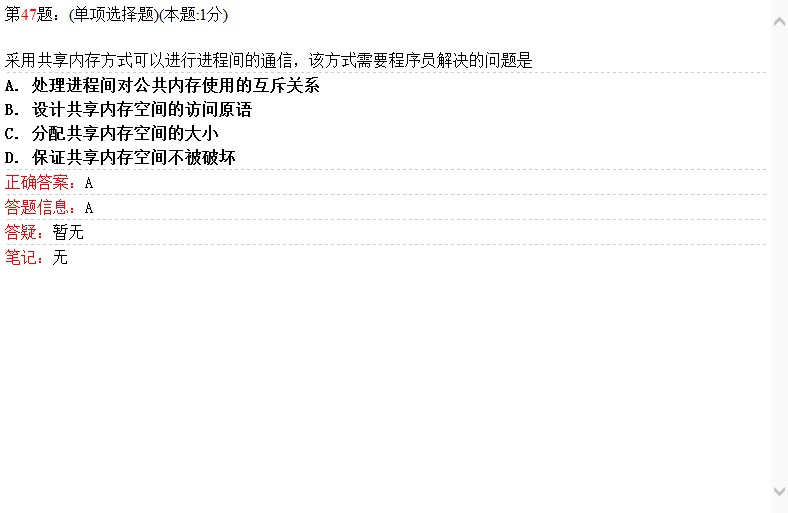 第47题：(单项选择题)(本题:1分)
采用共享内存方式可以进行进程间的通信，该方式需要程序员解决的问题是
A. 处理进程间对公共内存使用的互斥关系
B. 设计共享内存空间的访问原语
C. 分配共享内存空间的大小
D. 保证共享内存空间不被破坏
正确答案：A
答题信息：A
答疑：暂无
笔记：无